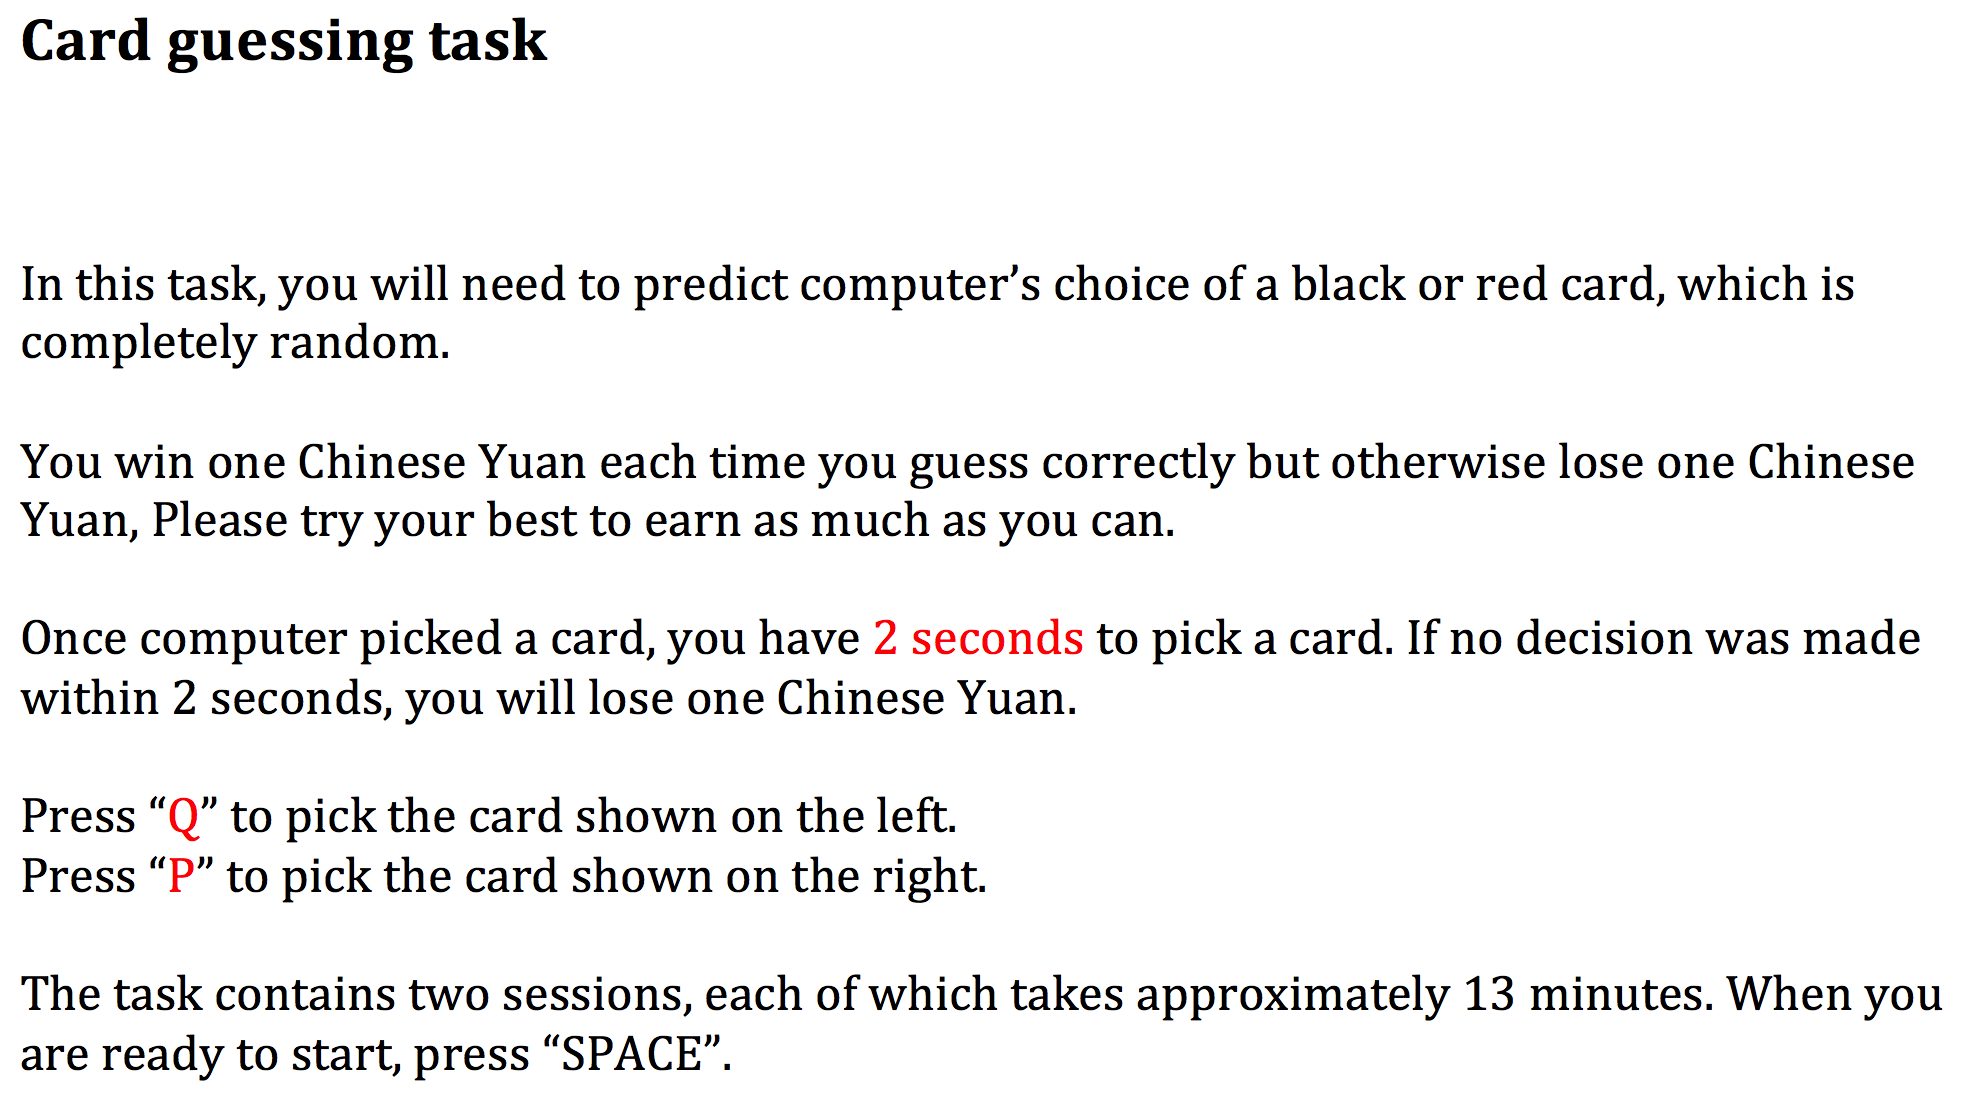 Card guessing task
In this task, you will need to predict computer’s choice of a black or red card, which is
completely random.
You win one Chinese Yuan each time you guess correctly but otherwise lose one Chinese
Yuan, Please try your best to earn as much as you can.
Once computer picked a card, you have 2 seconds to pick a card. If no decision was made
within 2 seconds, you will lose one Chinese Yuan.
Press “Q” to pick the card shown on the left.
Press “P” to pick the card shown on the right.
The task contains two sessions, each of which takes approximately 13 minutes. When you
are ready to start, press “SPACE”.